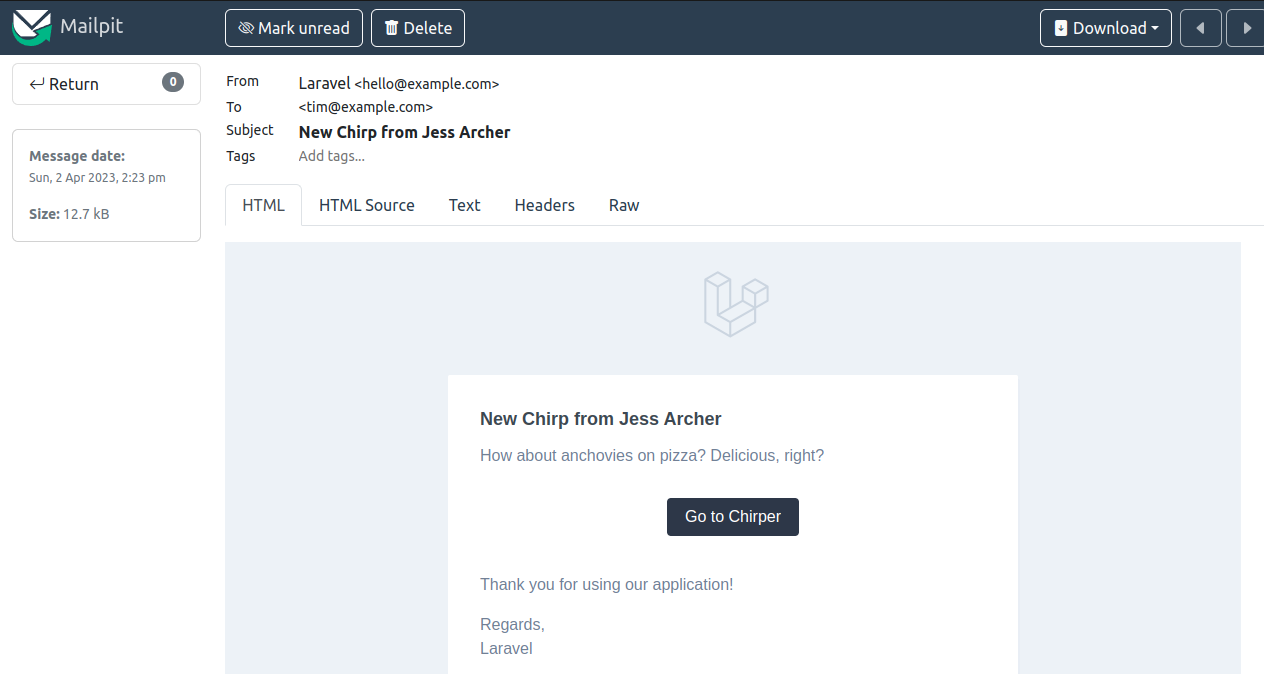 Mailpit
Mark unread
Delete
Download
Return 0
Message date:
Sun, 2 Apr 2023, 2:23 pm
Size: 12.7 kB
From Laravel <hello@example.com>
To <tim@example.com>
Subject New Chirp from Jess Archer
Tags Add tags...
HTML HTML Source Text Headers Raw
New Chirp from Jess Archer
How about anchovies on pizza? Delicious, right?
Go to Chirper
Thank you for using our application!
Regards,
Laravel